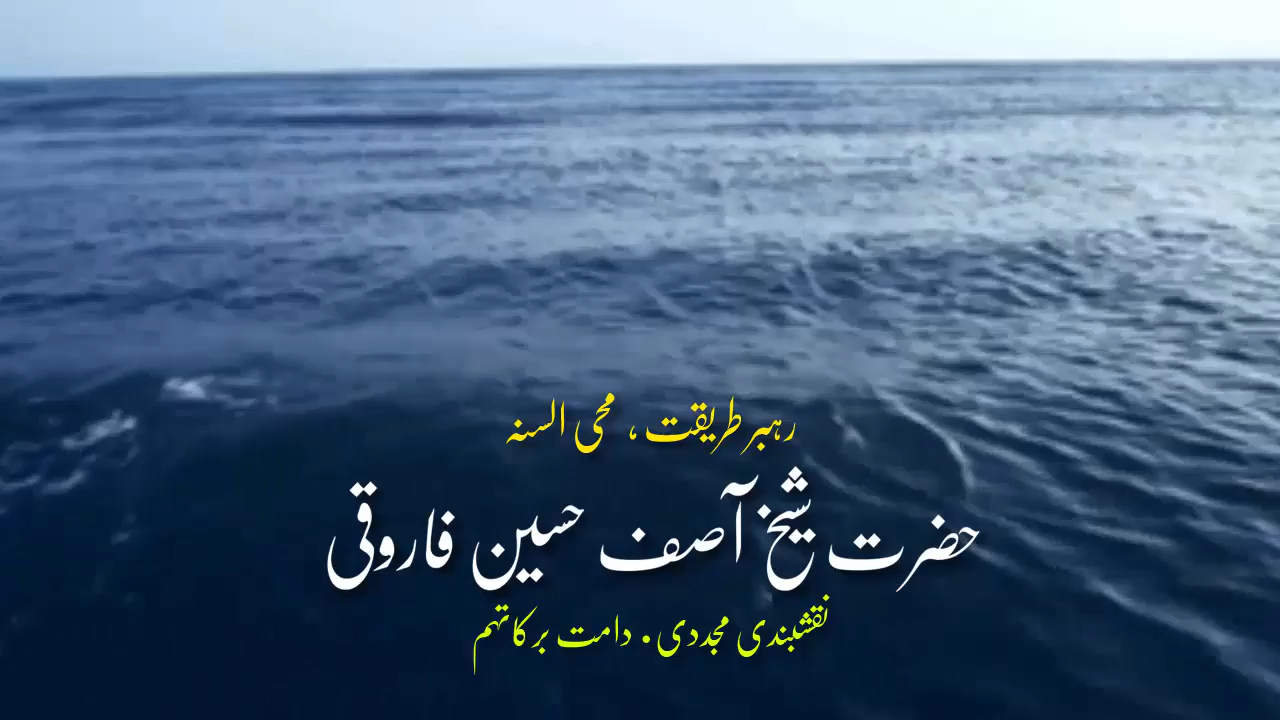 رہبر طریقت ، محی السنہ
حضرت شیخ آصف حسین فاروقی
نقشبندی مجددی . دامت برکاتہم